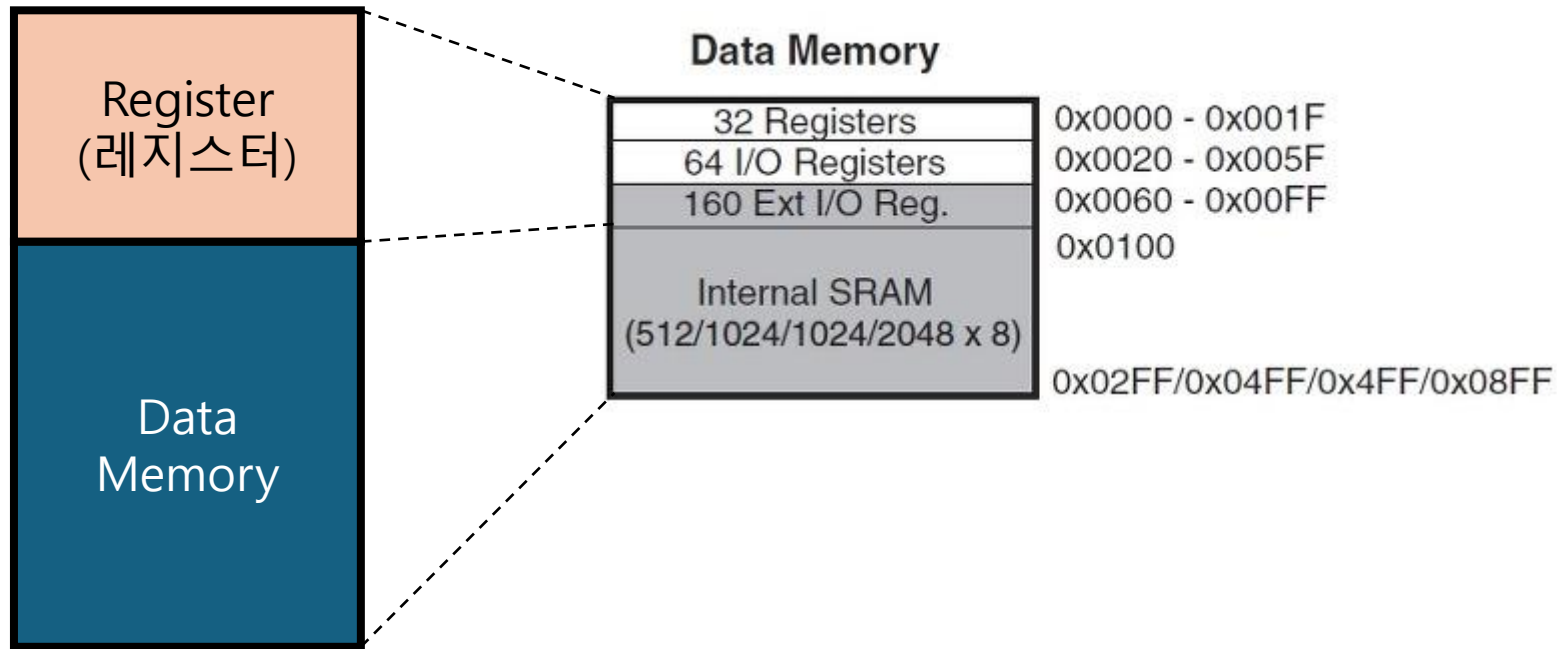 Register
(레지스터)
Data
Memory
Data Memory
32 Registers
0x0000 - 0x001F
64 I/O Registers
0x0020 - 0x005F
160 Ext I/O Reg.
0x0060 - 0x00FF
0x0100
Internal SRAM
(512/1024/1024/2048 x 8)
0x02FF/0x04FF/0x4FF/0x08FF